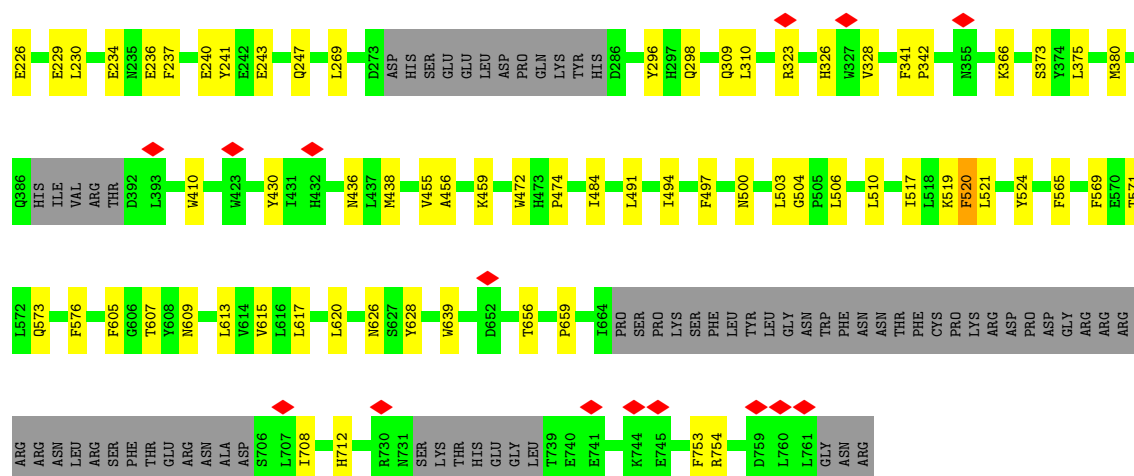 E226 E229 L230 E234 N235 E236 F237 E240 Y241 E242 E243 Q247 L269 D273 ASP HIS SER GLU GLU LEU ASP PRO GLN LYS TYR HIS D286 Y296 H297 Q298 Q309 L310 R323 H326 W327 V328 F341 P342 N355 K366 S373 Y374 L375 M380
Q386 HIS ILE VAL ARG THR D392 L393 W410 W423 Y430 I431 H432 N436 L437 M438 V455 A456 K459 W472 H473 P474 I484 L491 I494 F497 N500 L503 G504 P505 L506 L510 I517 L518 K519 F520 L521 Y524 F565 F569 E570 T571
L572 Q573 F576 F605 G606 T607 Y608 N609 L613 V614 V615 L616 L617 L620 N626 S627 Y628 W639 D652 T656 P659 I664 PRO SER PRO LYS SER PHE LEU TYR LEU GLY ASN TRP PHE ASN ASN THR PHE CYS PRO LYS ARG ASP PRO ASP GLY ARG ARG ARG
ARG ARG ASN LEU ARG SER PHE THR GLU ARG ASN ALA ASP S706 L707 I708 H712 R730 N731 SER LYS THR HIS GLU GLY LEU T739 E740 E741 K744 E745 F753 R754 D759 L760 L761 GLY ASN ARG